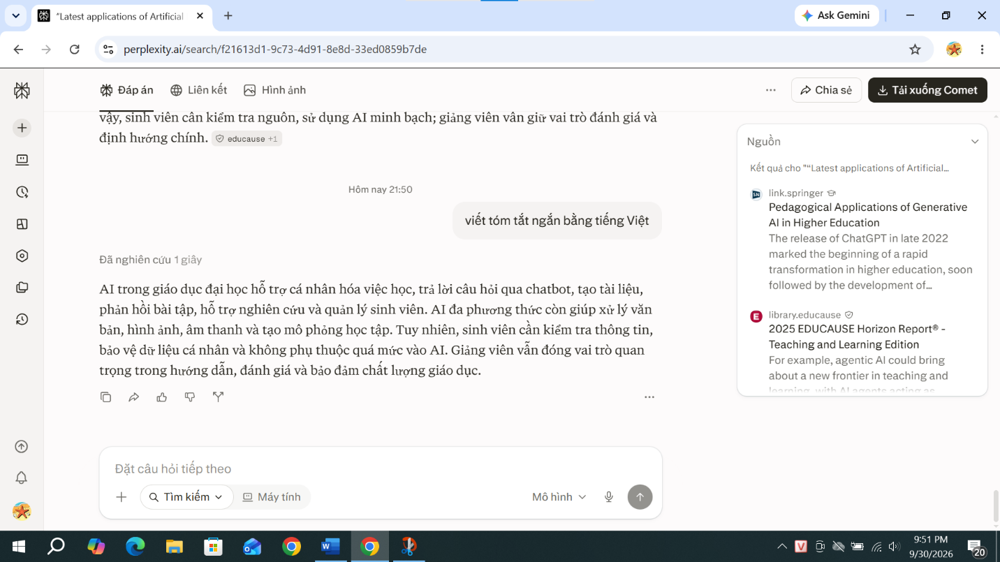 “Latest applications of Artificial
Ask Gemini
perplexity.ai/search/f21613d1-9c73-4d91-8e8d-33ed0859b7de
Đáp án
Liên kết
Hình ảnh
Chia sẻ
Tải xuống Comet
vậy, sinh viên cần kiểm tra nguồn, sử dụng AI minh bạch; giảng viên vẫn giữ vai trò đánh giá và
định hướng chính. educause +1
Hôm nay 21:50
viết tóm tắt ngắn bằng tiếng Việt
Đã nghiên cứu 1 giây
AI trong giáo dục đại học hỗ trợ cá nhân hóa việc học, trả lời câu hỏi qua chatbot, tạo tài liệu,
phản hồi bài tập, hỗ trợ nghiên cứu và quản lý sinh viên. AI đa phương thức còn giúp xử lý văn
bản, hình ảnh, âm thanh và tạo mô phỏng học tập. Tuy nhiên, sinh viên cần kiểm tra thông tin,
bảo vệ dữ liệu cá nhân và không phụ thuộc quá mức vào AI. Giảng viên vẫn đóng vai trò quan
trọng trong hướng dẫn, đánh giá và bảo đảm chất lượng giáo dục.
Đặt câu hỏi tiếp theo
Tìm kiếm
Máy tính
Mô hình
Nguồn
Kết quả cho "“Latest applications of Artificial...
SN
link.springer
Pedagogical Applications of Generative
AI in Higher Education
The release of ChatGPT in late 2022
marked the beginning of a rapid
transformation in higher education, soon
followed by the development of...
E
library.educause
2025 EDUCAUSE Horizon Report® -
Teaching and Learning Edition
For example, agentic AI could bring
about a new frontier in teaching and
learning, with AI agents acting as
V
9:51 PM
9/30/2026
20